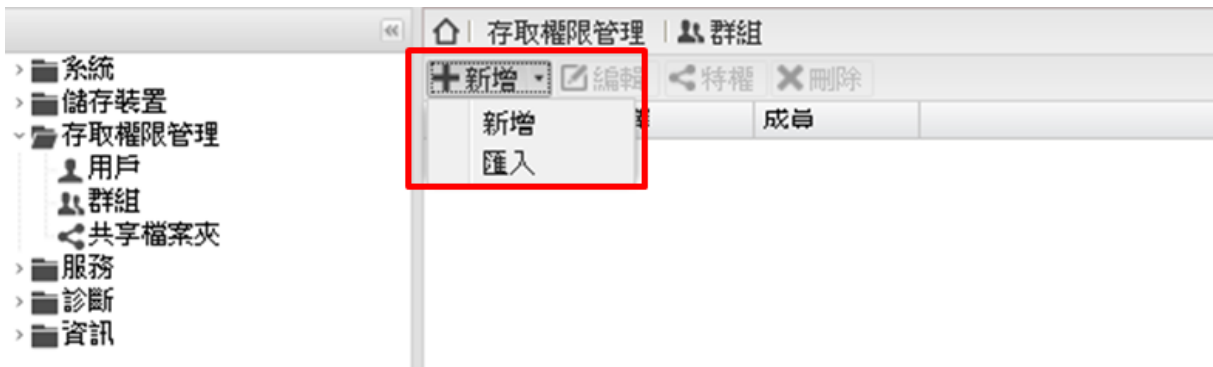 存取權限管理 群組
新增 編輯 特權 刪除
新增
匯入
成員
系統
儲存裝置
存取權限管理
用戶
群組
共享檔案夾
服務
診斷
資訊